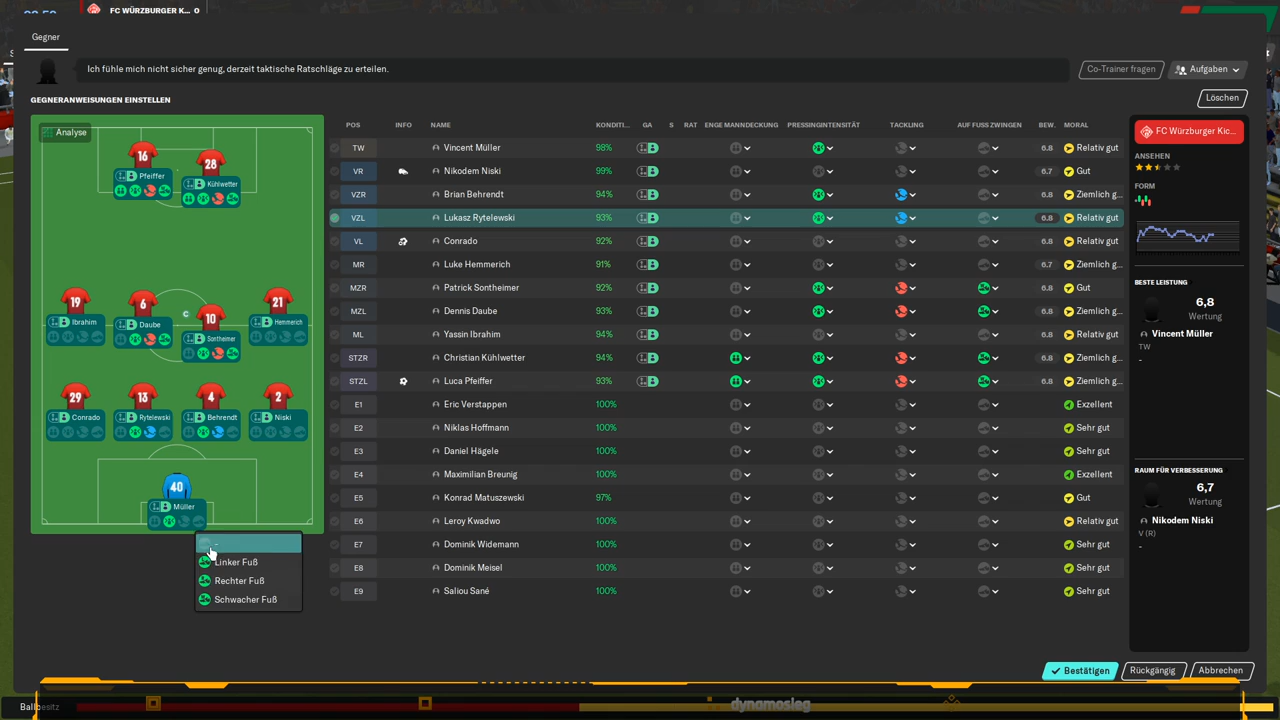 FC WÜRZBURGER K... 0
Gegner
Ich fühle mich nicht sicher genug, derzeit taktische Ratschläge zu erteilen.
Co-Trainer fragen
Aufgaben
GEGNERANWEISUNGEN EINSTELLEN
Löschen
Analyse
16
Pfeiffer
28
Kühlwetter
19
Ibrahim
6
Daube
C
10
Sontheimer
21
Hemmerich
29
Conrado
13
Rytelewski
4
Behrendt
2
Niski
40
Müller
-
Linker Fuß
Rechter Fuß
Schwacher Fuß
POS INFO NAME KONDITI... GA S RAT ENGE MANNDECKUNG PRESSINGINTENSITÄT TACKLING AUF FUSS ZWINGEN BEW. MORAL
TW Vincent Müller 98% 6.8 Relativ gut
VR Nikodem Niski 99% 6.7 Gut
VZR Brian Behrendt 94% 6.8 Ziemlich g...
VZL Lukasz Rytelewski 93% 6.8 Relativ gut
VL Conrado 92% 6.8 Relativ gut
MR Luke Hemmerich 91% 6.7 Ziemlich g...
MZR Patrick Sontheimer 92% 6.8 Gut
MZL Dennis Daube 93% 6.8 Ziemlich g...
ML Yassin Ibrahim 94% 6.8 Relativ gut
STZR Christian Kühlwetter 94% 6.8 Ziemlich g...
STZL Luca Pfeiffer 93% 6.8 Ziemlich g...
E1 Eric Verstappen 100% Exzellent
E2 Niklas Hoffmann 100% Sehr gut
E3 Daniel Hägele 100% Sehr gut
E4 Maximilian Breunig 100% Exzellent
E5 Konrad Matuszewski 97% Gut
E6 Leroy Kwadwo 100% Relativ gut
E7 Dominik Widemann 100% Sehr gut
E8 Dominik Meisel 100% Sehr gut
E9 Saliou Sané 100% Sehr gut
FC Würzburger Kic...
ANSEHEN
FORM
BESTE LEISTUNG
6,8
Wertung
Vincent Müller
TW
-
RAUM FÜR VERBESSERUNG
6,7
Wertung
Nikodem Niski
V (R)
-
Bestätigen
Rückgängig
Abbrechen
Ballbesitz
dynamosieg